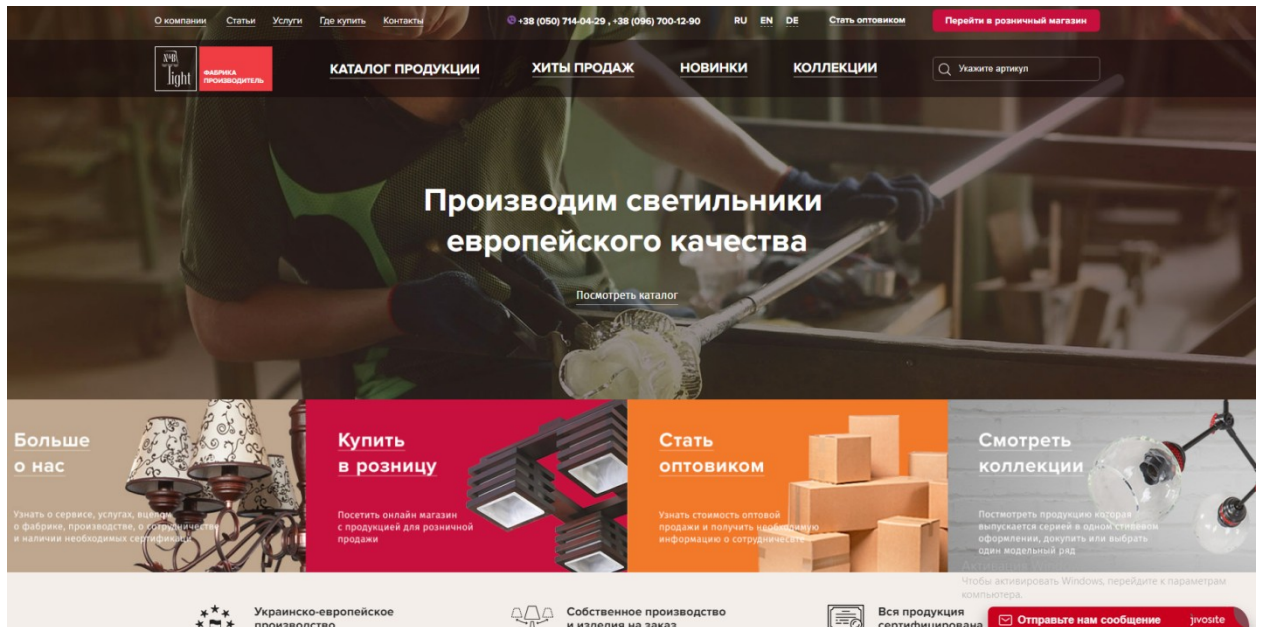 О компании Статьи Услуги Где купить Контакты +38 (050) 714-04-29 , +38 (096) 700-12-90 RU EN DE Стать оптовиком Перейти в розничный магазин
light ФАБРИКА ПРОИЗВОДИТЕЛЬ
КАТАЛОГ ПРОДУКЦИИ ХИТЫ ПРОДАЖ НОВИНКИ КОЛЛЕКЦИИ Укажите артикул
Производим светильники
европейского качества
Посмотреть каталог
Больше
о нас
Узнать о сервисе, услугах, вцелом
о фабрике, производстве, о сотрудничестве
и наличии необходимых
Купить
в розницу
Посетить онлайн магазин
с продукцией для розничной
продажи
Стать
оптовиком
Узнать стоимость оптовой
продажи и получить необходимую
информацию о
Смотреть
коллекции
Постмотреть продукцию которая
выпускается серией в одном стилевом
оформлении, докупить или выбрать
один модельный ряд
Активация
Чтобы активировать Windows, перейдите к параметрам
компьютера.
Украинско-европейское
производство
Собственное производство
и изделия на заказ
Вся продукция
сертифицирована
Отправьте нам сообщение jivosite